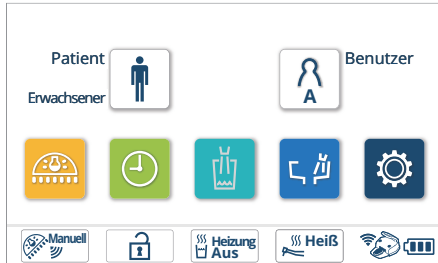 Patient
Benutzer
Erwachsener
A
Manuell
Heizung
Aus
Heiß